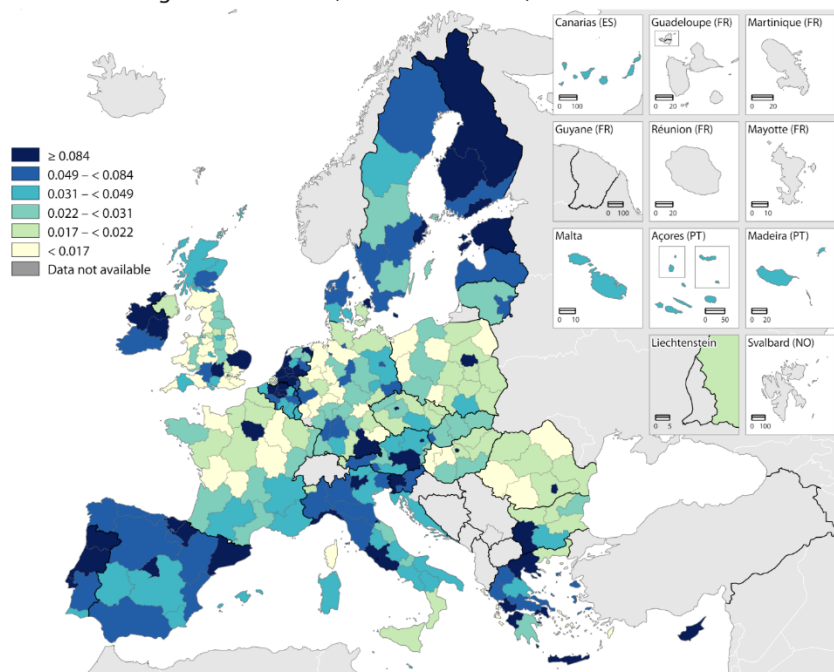 Canarias (ES)
0 100
Guadeloupe (FR)
0 20
Martinique (FR)
0 20
≥ 0.084
0.049 – < 0.084
0.031 – < 0.049
0.022 – < 0.031
0.017 – < 0.022
< 0.017
Data not available
Guyane (FR)
0 100
Réunion (FR)
0 20
Mayotte (FR)
0 10
Malta
0 10
Açores (PT)
0 50
Madeira (PT)
0 20
Liechtenstein
0 5
Svalbard (NO)
0 100